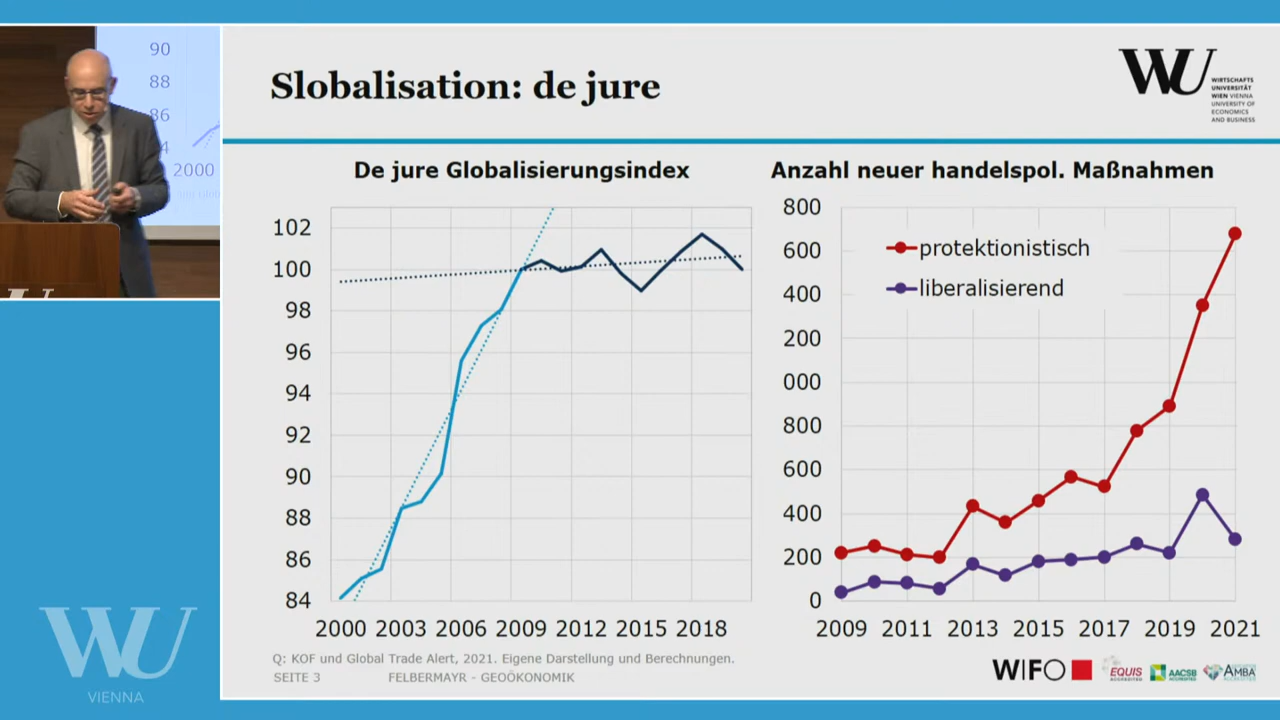 90
88
86
4
2000
Slobalisation: de jure
WU
WIRTSCHAFTS
UNIVERSITÄT
WIEN VIENNA
UNIVERSITY OF
ECONOMICS
AND BUSINESS
De jure Globalisierungsindex
102
100
98
96
94
92
90
88
86
84
2000 2003 2006 2009 2012 2015 2018
Anzahl neuer handelspol. Maßnahmen
800
600
400
200
000
800
600
400
200
0
protektionistisch
liberalisierend
2009 2011 2013 2015 2017 2019 2021
Q: KOF und Global Trade Alert, 2021. Eigene Darstellung und Berechnungen.
SEITE 3 FELBERMAYR - GEOÖKONOMIK
WIFO
EQUIS
ACCREDITED
AACSB
ACCREDITED
AMBA
ACCREDITED
WU
VIENNA